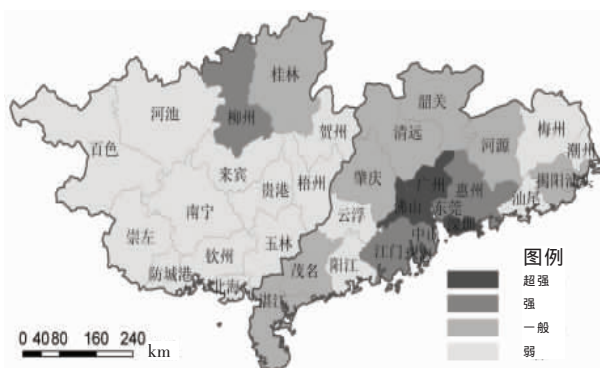 桂林
韶关
河池
柳州
贺州
清远
河源
梅州
潮州
百色
来宾
肇庆
广州
惠州
揭阳
汕
贵港
梧州
佛山
东莞
汕尾
南宁
云浮
中山
江门
崇左
玉林
钦州
茂名
阳江
防城港
北海
湛江
图例
超强
强
一般
弱
0 40 80 160 240
km